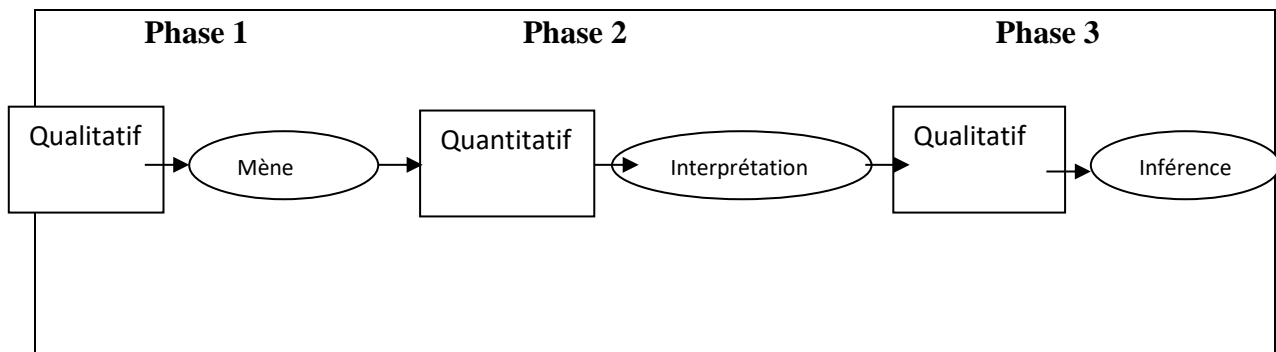 Phase 1 Phase 2 Phase 3
Qualitatif Mène Quantitatif Interprétation Qualitatif Inférence